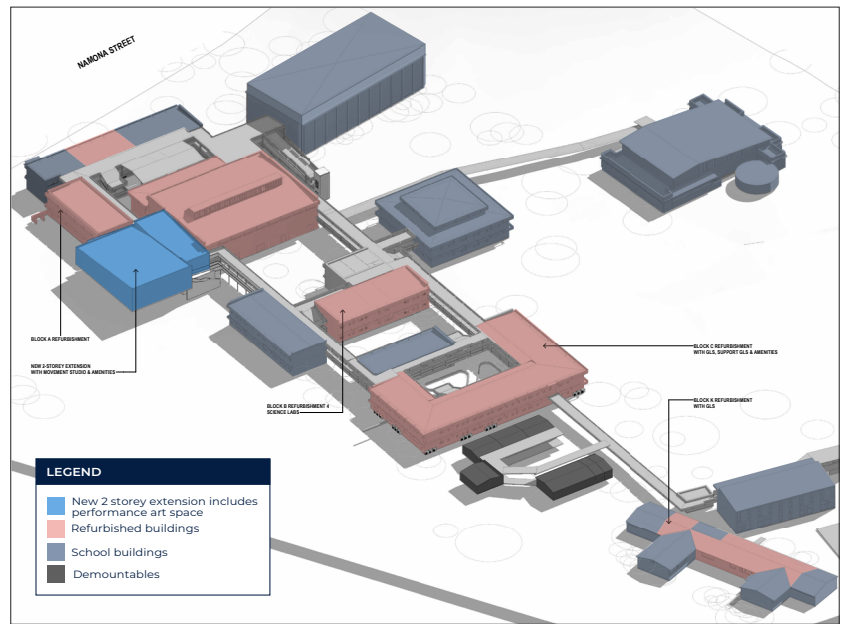 NAMONA STREET
BLOCK A REFURBISHMENT
NEW 2-STOREY EXTENSION
WITH MOVEMENT STUDIO & AMENITIES
BLOCK B REFURBISHMENT 4
SCIENCE LABS
BLOCK C REFURBISHMENT
WITH GLS, SUPPORT GLS & AMENITIES
BLOCK K REFURBISHMENT
WITH GLS
LEGEND
New 2 storey extension includes
performance art space
Refurbished buildings
School buildings
Demountables